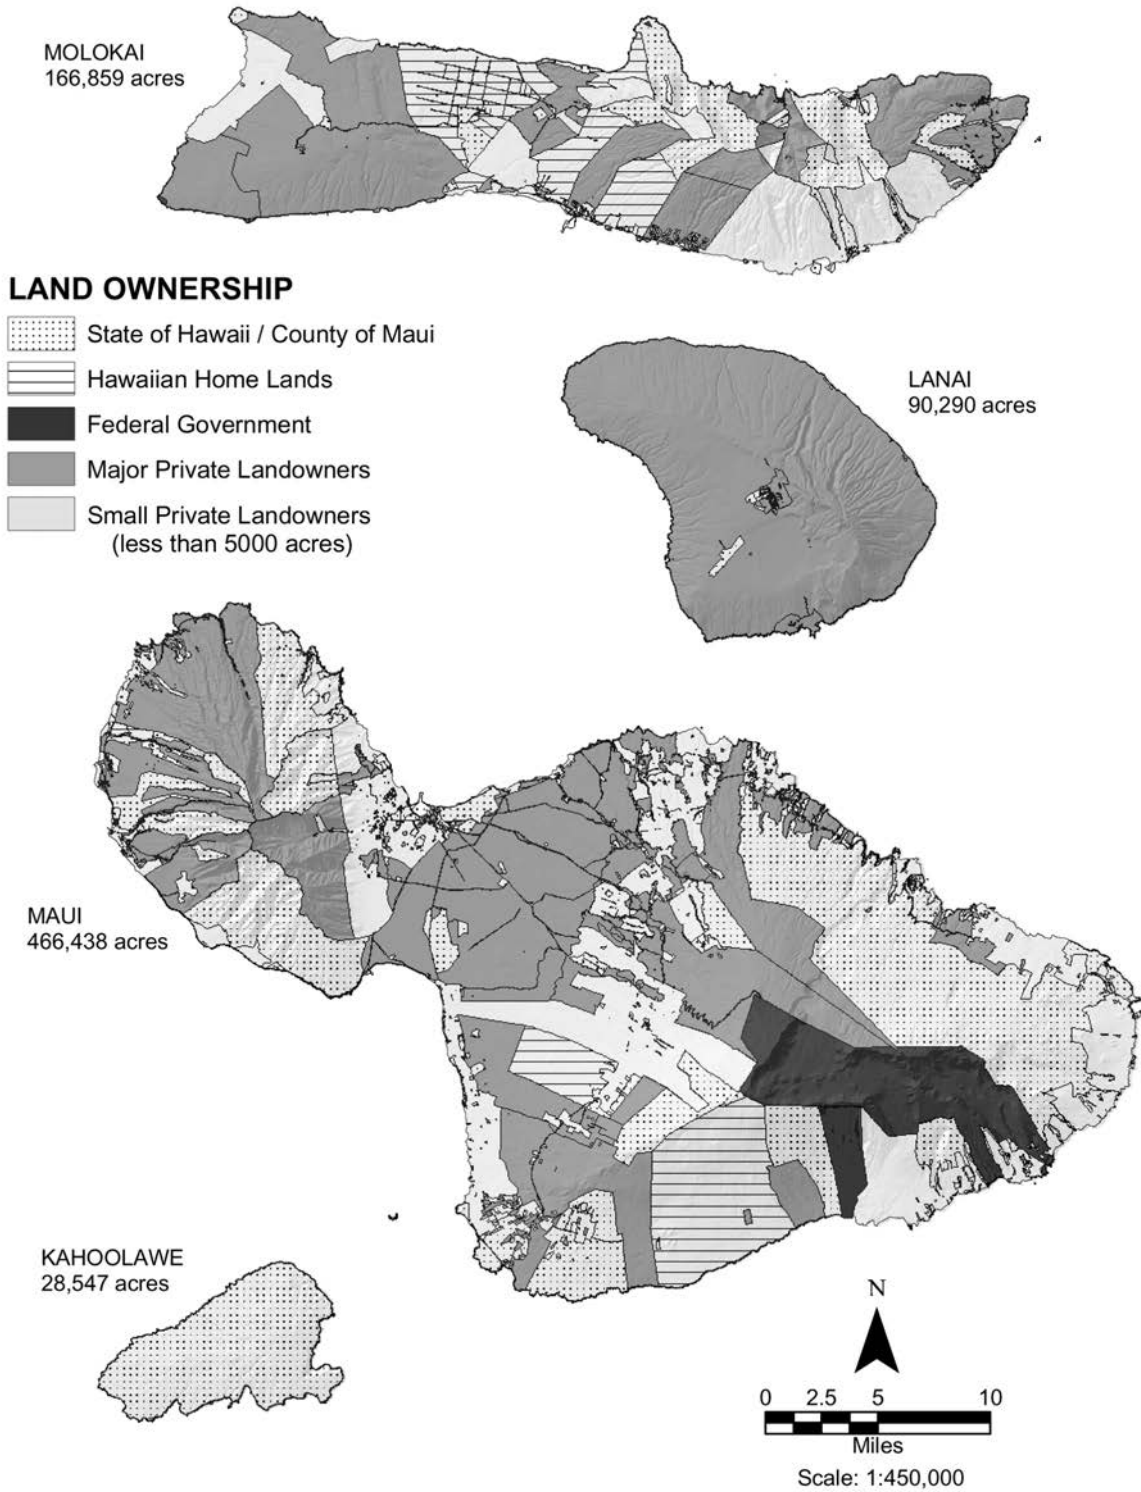 MOLOKAI
166,859 acres
LAND OWNERSHIP
State of Hawaii / County of Maui
Hawaiian Home Lands
Federal Government
Major Private Landowners
Small Private Landowners
(less than 5000 acres)
LANAI
90,290 acres
MAUI
466,438 acres
KAHOOLAWE
28,547 acres
N
0 2.5 5 10
Miles
Scale: 1:450,000